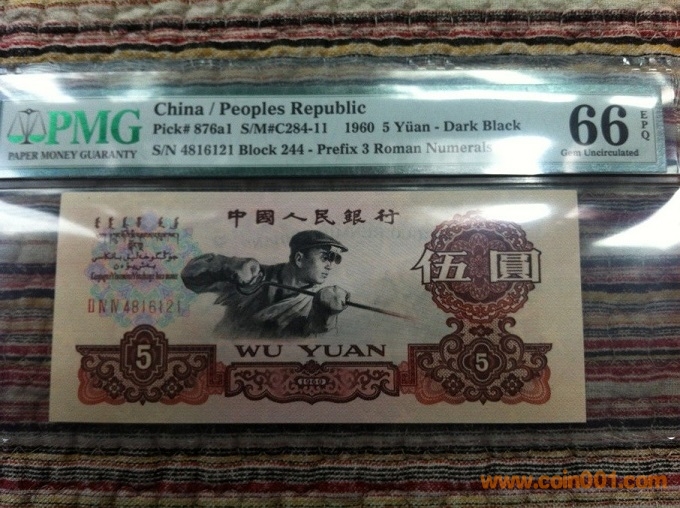 China / Peoples Republic
PMG
PAPER MONEY GUARANTY
Pick# 876a1 S/M#C284-11 1960 5 Yüan - Dark Black
S/N 4816121 Block 244 - Prefix 3 Roman Numerals
66 EPQ
Gem Uncirculated
中國人民銀行
伍圓
4816121
WU YUAN
5
5
1960
www.coin001.com